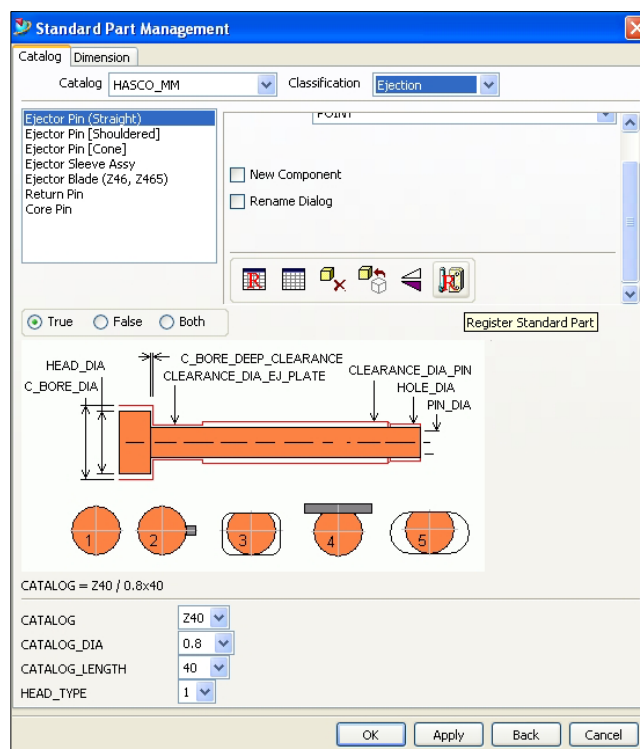 Standard Part Management
Catalog Dimension
Catalog HASCO_MM Classification Ejection
Ejector Pin (Straight)
Ejector Pin [Shouldered]
Ejector Pin [Cone]
Ejector Sleeve Assy
Ejector Blade (Z46, Z465)
Return Pin
Core Pin
POINT
New Component
Rename Dialog
R
R
True False Both
Register Standard Part
HEAD_DIA
C_BORE_DIA
C_BORE_DEEP_CLEARANCE
CLEARANCE_DIA_EJ_PLATE
CLEARANCE_DIA_PIN
HOLE_DIA
PIN_DIA
1 2 3 4 5
CATALOG = Z40 / 0.8x40
CATALOG Z40
CATALOG_DIA 0.8
CATALOG_LENGTH 40
HEAD_TYPE 1
OK Apply Back Cancel